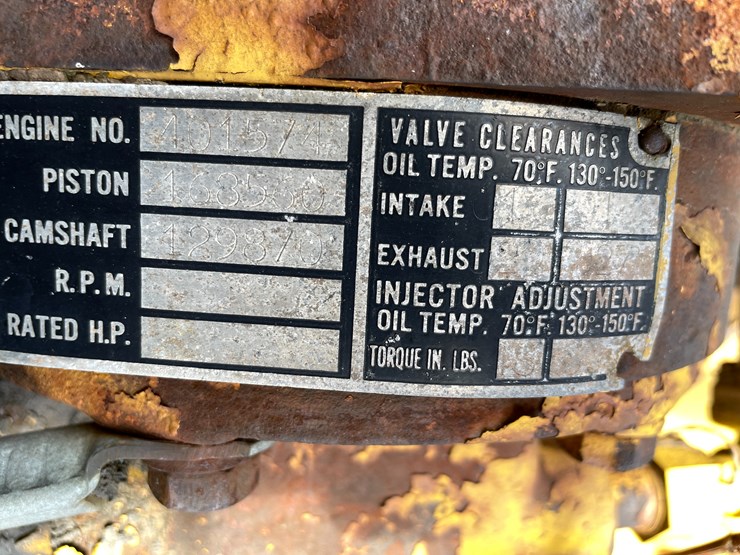 ENGINE NO. 401574
PISTON
CAMSHAFT 129870
R.P.M.
RATED H.P.
VALVE CLEARANCES
OIL TEMP. 70°F. 130°-150°F.
INTAKE
EXHAUST
INJECTOR ADJUSTMENT
OIL TEMP. 70°F. 130°-150°F.
TORQUE IN. LBS.